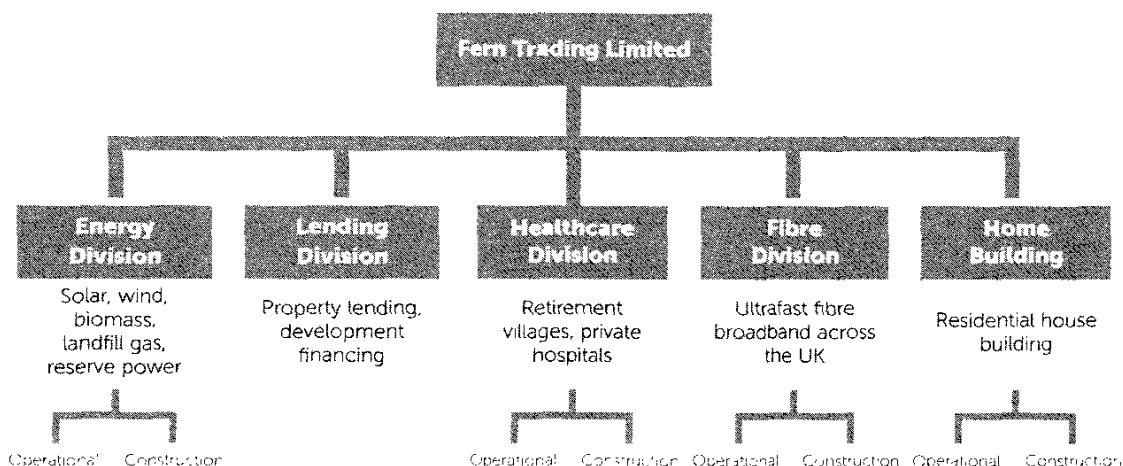 Fern Trading Limited
Energy
Division
Solar, wind,
biomass,
landfill gas,
reserve power
Lending
Division
Property lending,
development
financing
Healthcare
Division
Retirement
villages, private
hospitals
Fibre
Division
Ultrafast fibre
broadband across
the UK
Home
Building
Residential house
building
Operational Construction
Operational Construction
Operational Construction
Operational Construction